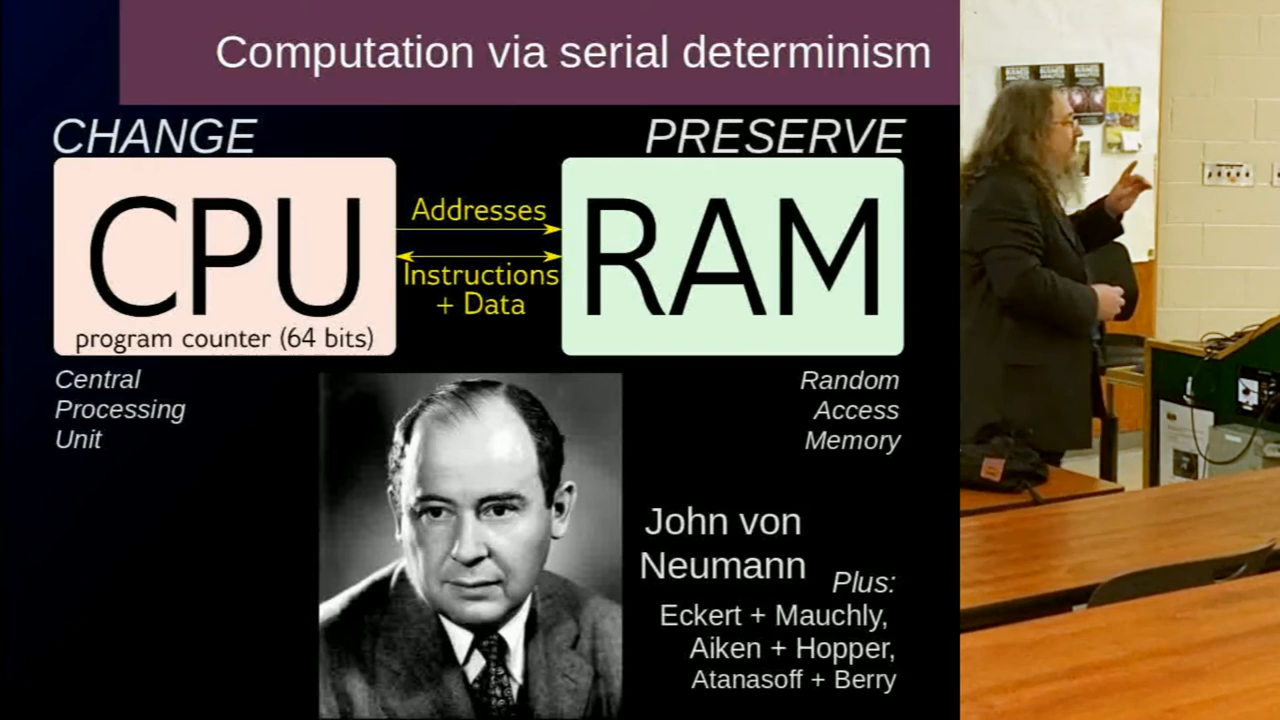 Computation via serial determinism
CHANGE
PRESERVE
CPU
program counter (64 bits)
Addresses
Instructions
+ Data
RAM
Central
Processing
Unit
Random
Access
Memory
John von
Neumann
Plus:
Eckert + Mauchly,
Aiken + Hopper,
Atanasoff + Berry